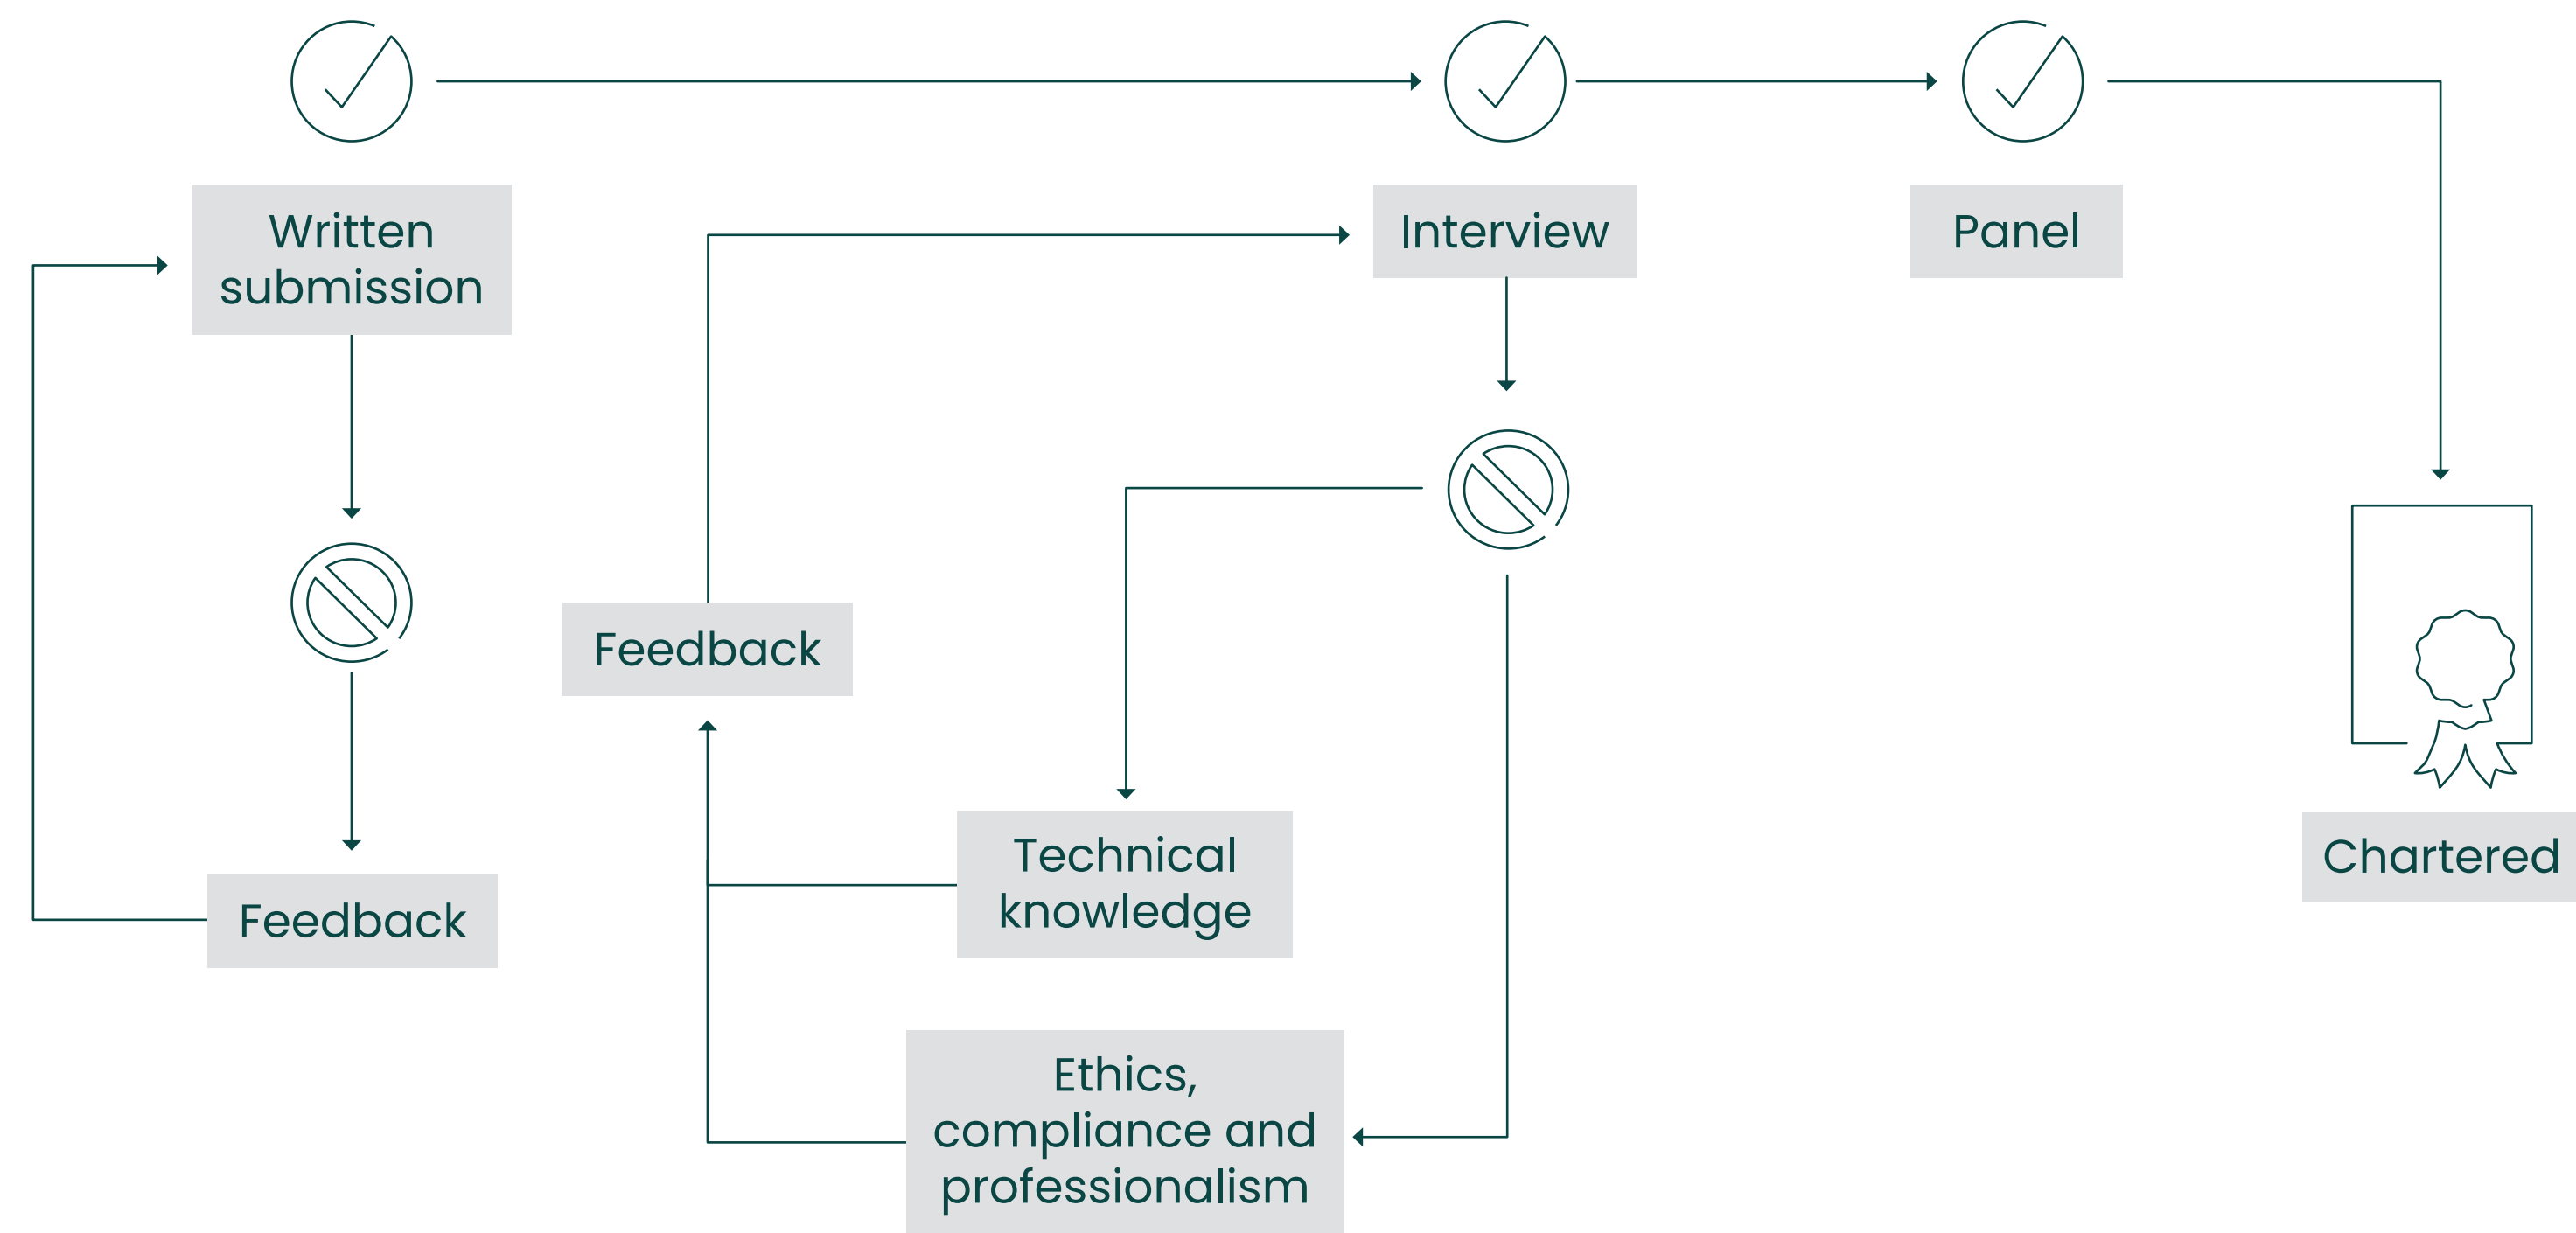 Written
submission
Interview
Panel
Feedback
Technical
knowledge
Chartered
Feedback
Ethics,
compliance and
professionalism